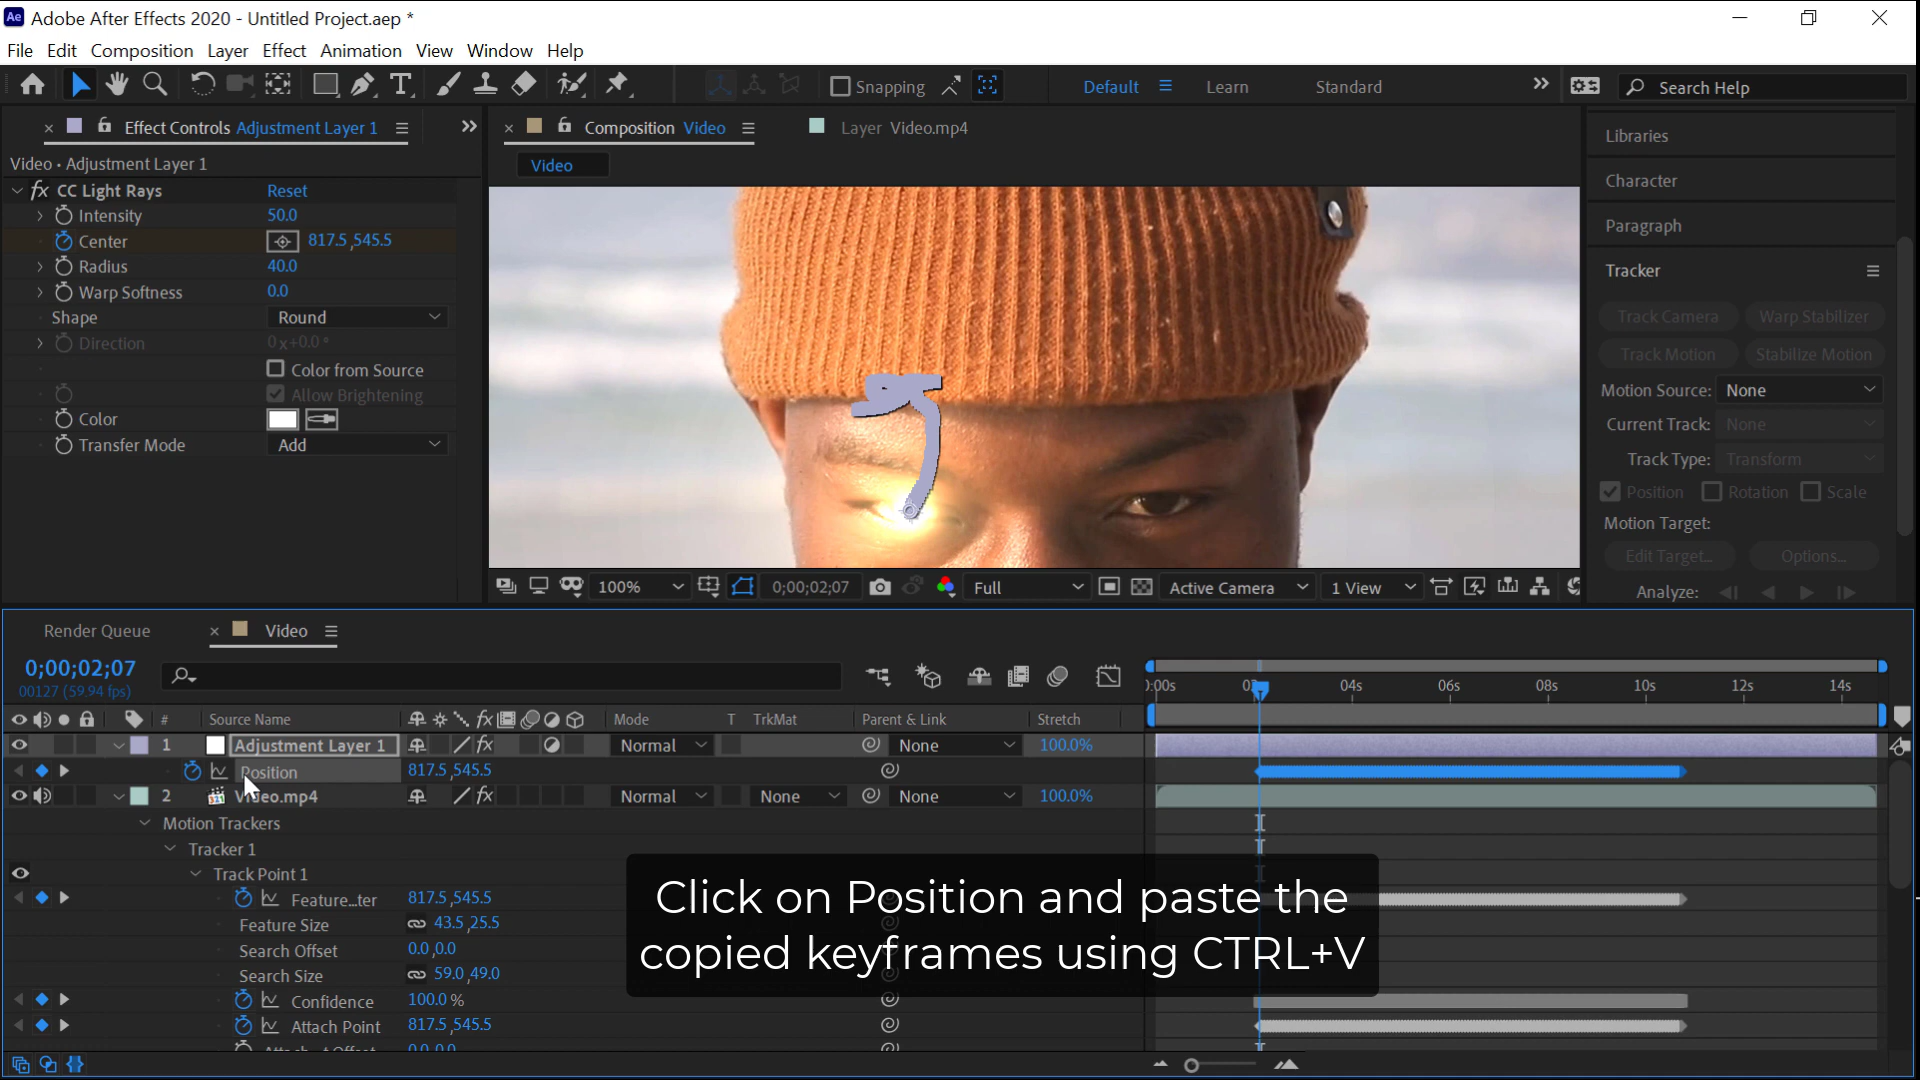 Ae Adobe After Effects 2020 - Untitled Project.aep *
File Edit Composition Layer Effect Animation View Window Help
Snapping Default Learn Standard Search Help
Effect Controls Adjustment Layer 1
Composition Video
Layer Video.mp4
Video • Adjustment Layer 1
fx CC Light Rays Reset
Intensity 50.0
Center 817.5,545.5
Radius 40.0
Warp Softness 0.0
Shape Round
Direction 0x+0.0°
Color from Source
Allow Brightening
Color
Transfer Mode Add
Video
100% 0;00;02;07 Full Active Camera 1 View
Libraries
Character
Paragraph
Tracker
Track Camera Warp Stabilizer
Track Motion Stabilize Motion
Motion Source: None
Current Track: None
Track Type: Transform
Position Rotation Scale
Motion Target:
Edit Target... Options...
Analyze:
Render Queue Video
0;00;02;07
00127 (59.94 fps)
# Source Name fx Mode T TrkMat Parent & Link Stretch
04s 06s 08s 10s 12s 14s
1 Adjustment Layer 1 fx Normal None 100.0%
Position 817.5,545.5
2 Video.mp4 fx Normal None None 100.0%
Motion Trackers
Tracker 1
Track Point 1
Feature...ter 817.5,545.5
Feature Size 43.5,25.5
Search Offset 0.0,0.0
Search Size 59.0,49.0
Confidence 100.0%
Attach Point 817.5,545.5
Click on Position and paste the
copied keyframes using CTRL+V